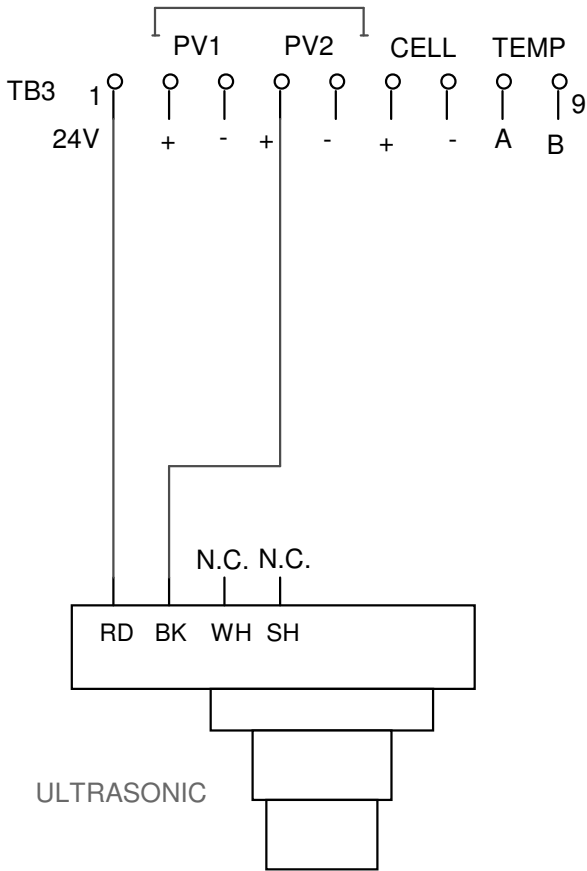 PV1 PV2 CELL TEMP
TB3 1 9
24V + - + - + - A B
N.C. N.C.
RD BK WH SH
ULTRASONIC